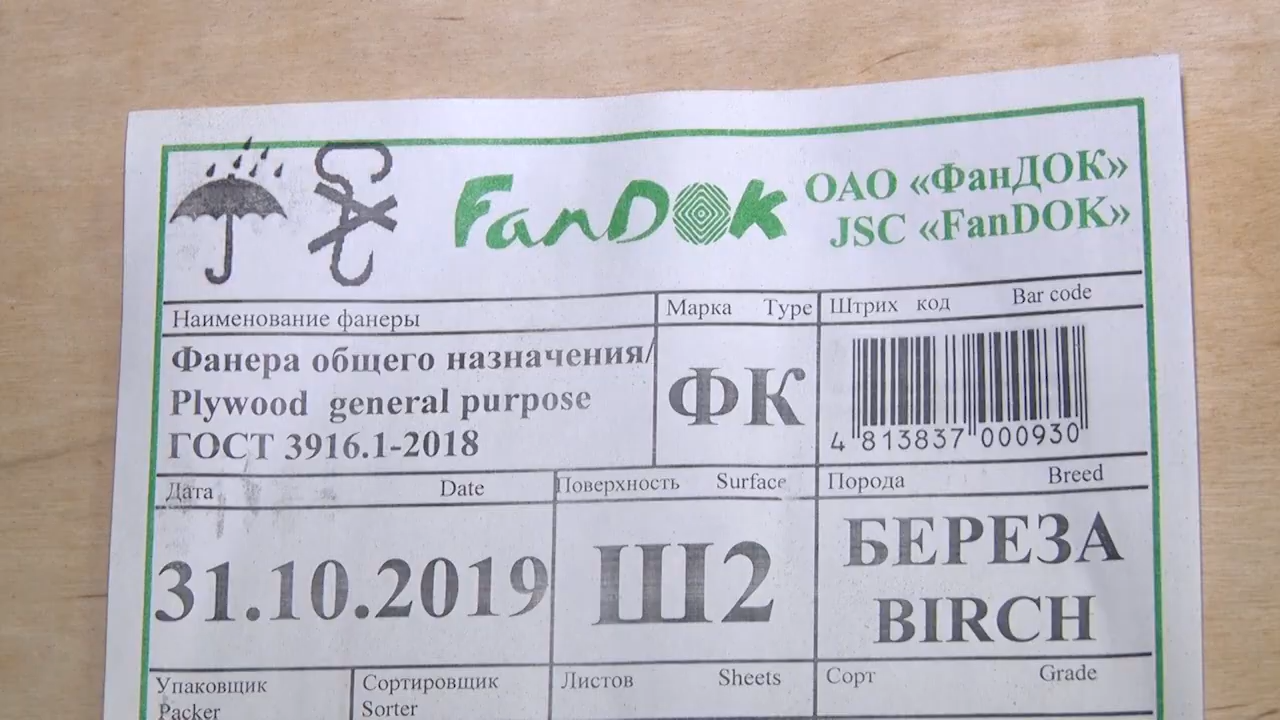 FanDOK
ОАО «ФанДОК»
JSC «FanDOK»
Наименование фанеры
Марка Type
Штрих код Bar code
Фанера общего назначения/
Plywood general purpose
ГОСТ 3916.1-2018
ФК
4 813837 000930
Дата Date
Поверхность Surface
Порода Breed
31.10.2019
Ш2
БЕРЕЗА
BIRCH
Упаковщик
Packer
Сортировщик
Sorter
Листов Sheets
Сорт Grade